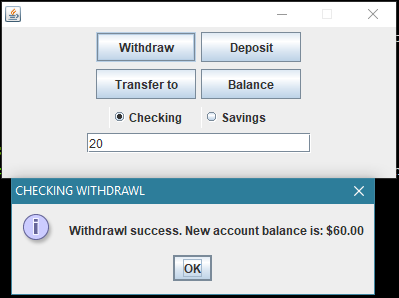 Withdraw Deposit
Transfer to Balance
Checking Savings
20
CHECKING WITHDRAWL
Withdrawl success. New account balance is: $60.00
OK